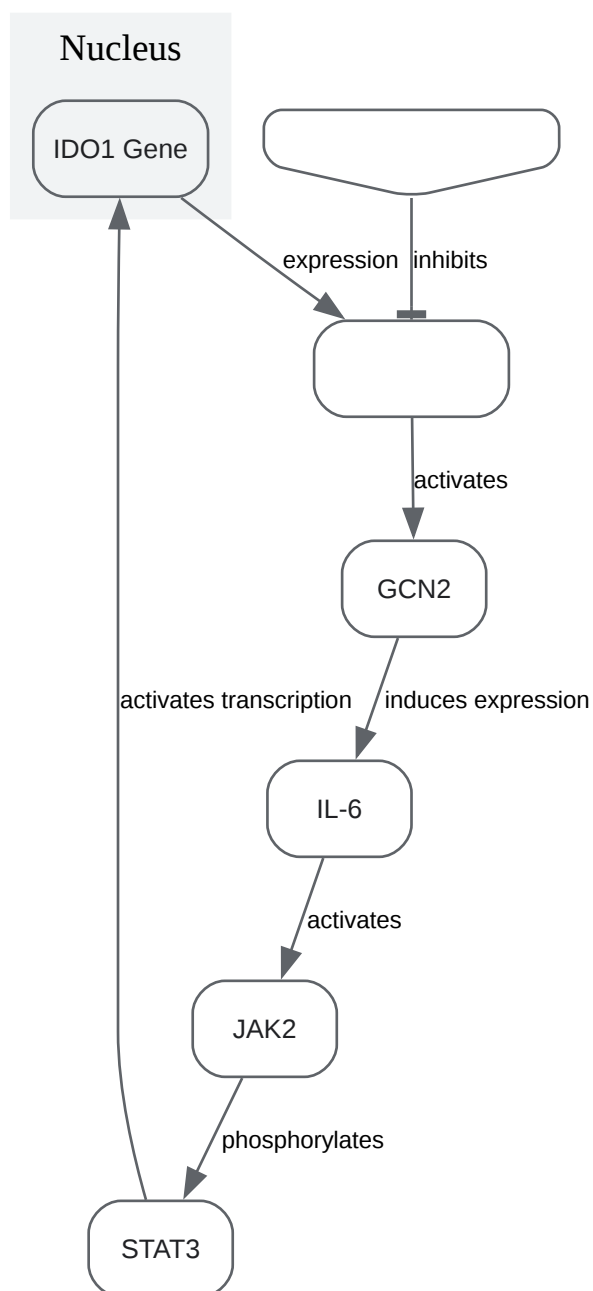 Nucleus
IDO1 Gene
expression
inhibits
activates
GCN2
activates transcription
induces expression
IL-6
activates
JAK2
phosphorylates
STAT3